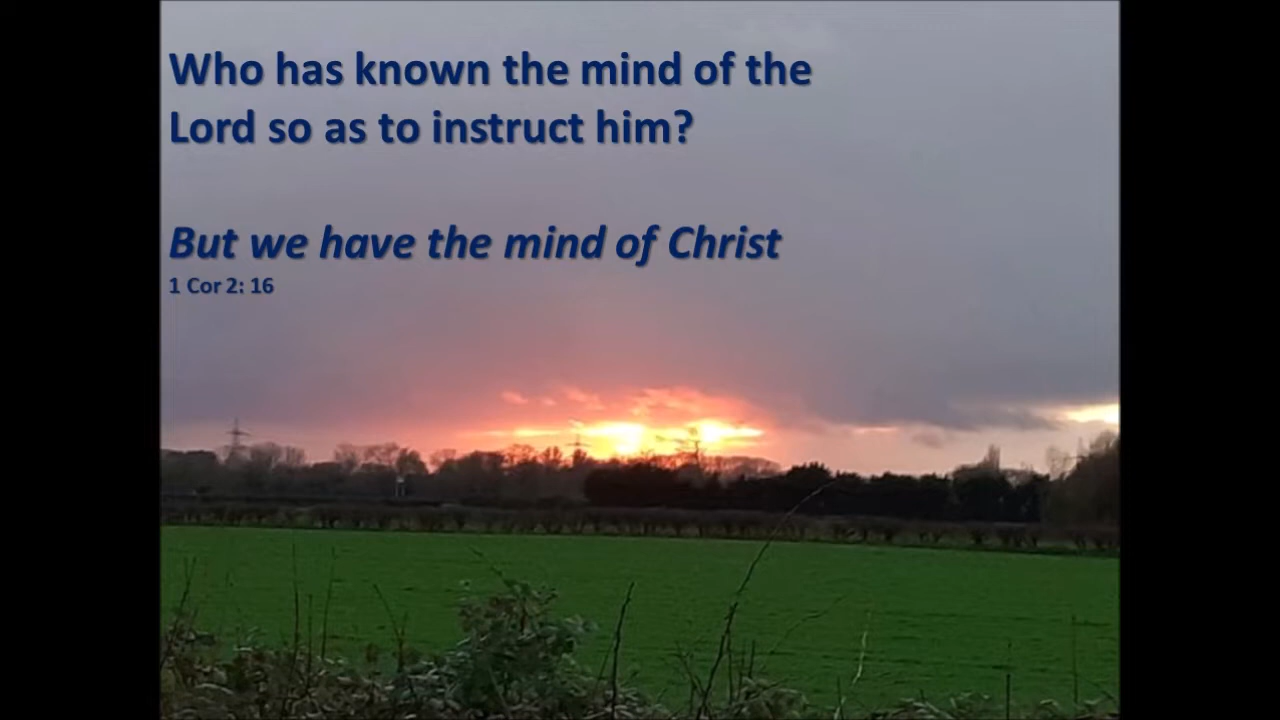 Who has known the mind of the
Lord so as to instruct him?
But we have the mind of Christ
1 Cor 2: 16